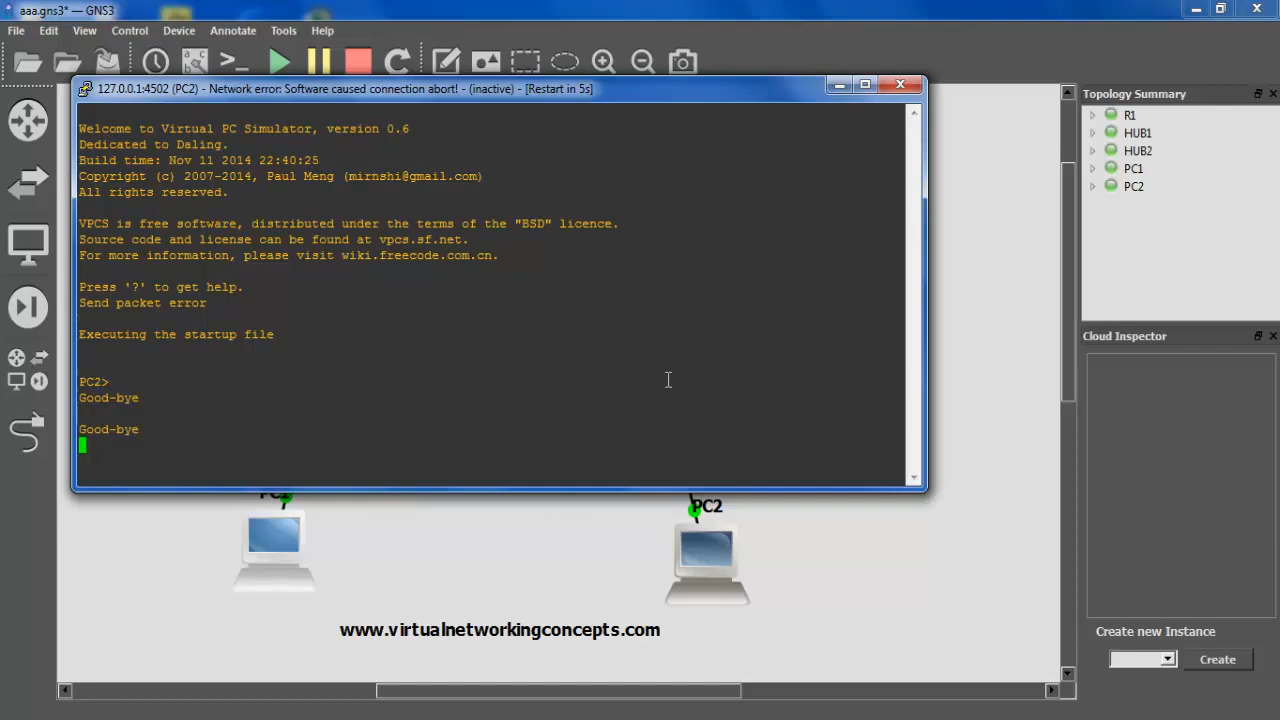 aaa.gns3* — GNS3
File Edit View Control Device Annotate Tools Help
127.0.0.1:4502 (PC2) - Network error: Software caused connection abort! - (inactive) - [Restart in 5s]
Welcome to Virtual PC Simulator, version 0.6
Dedicated to Daling.
Build time: Nov 11 2014 22:40:25
Copyright (c) 2007-2014, Paul Meng (mirnshi@gmail.com)
All rights reserved.
VPCS is free software, distributed under the terms of the "BSD" licence.
Source code and license can be found at vpcs.sf.net.
For more information, please visit wiki.freecode.com.cn.
Press '?' to get help.
Send packet error
Executing the startup file
PC2>
Good-bye
Good-bye
PC1
PC2
www.virtualnetworkingconcepts.com
Topology Summary
R1
HUB1
HUB2
PC1
PC2
Cloud Inspector
Create new Instance
Create